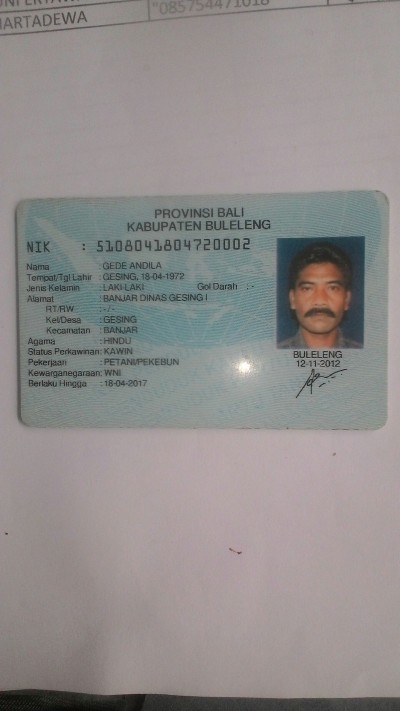 ARTADEWA "085754471018"
PROVINSI BALI
KABUPATEN BULELENG
NIK : 5108041804720002
Nama : GEDE ANDILA
Tempat/Tgl Lahir : GESING, 18-04-1972
Jenis Kelamin : LAKI-LAKI Gol Darah : -
Alamat : BANJAR DINAS GESING I
RT/RW : -/-
Kel/Desa : GESING
Kecamatan : BANJAR
Agama : HINDU
Status Perkawinan: KAWIN
Pekerjaan : PETANI/PEKEBUN
Kewarganegaraan: WNI
Berlaku Hingga : 18-04-2017
BULELENG
12-11-2012